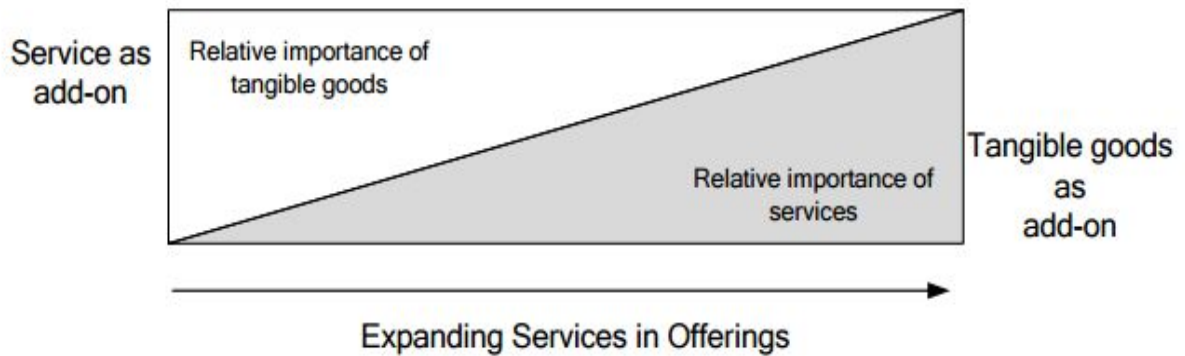 Service as
add-on
Relative importance of
tangible goods
Relative importance of
services
Tangible goods
as
add-on
Expanding Services in Offerings